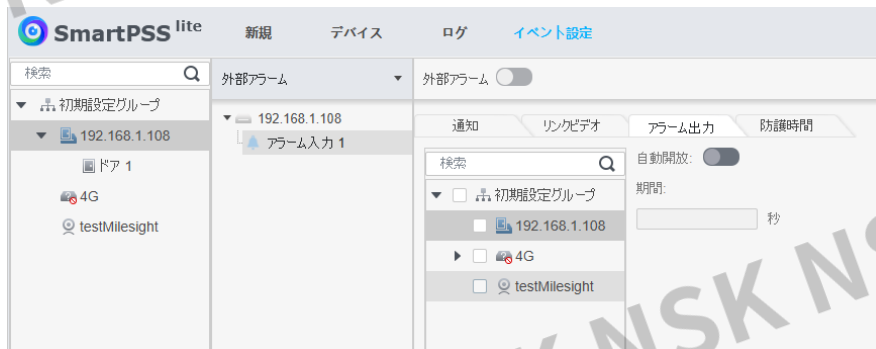 SmartPSS lite 新規 デバイス ログ イベント設定
検索
初期設定グループ
192.168.1.108
ドア 1
4G
testMilesight
外部アラーム
192.168.1.108
アラーム入力 1
外部アラーム
通知 リンクビデオ アラーム出力 防護時間
検索
初期設定グループ
192.168.1.108
4G
testMilesight
自動開放:
期間:
秒
NSK NS
NSK NSK